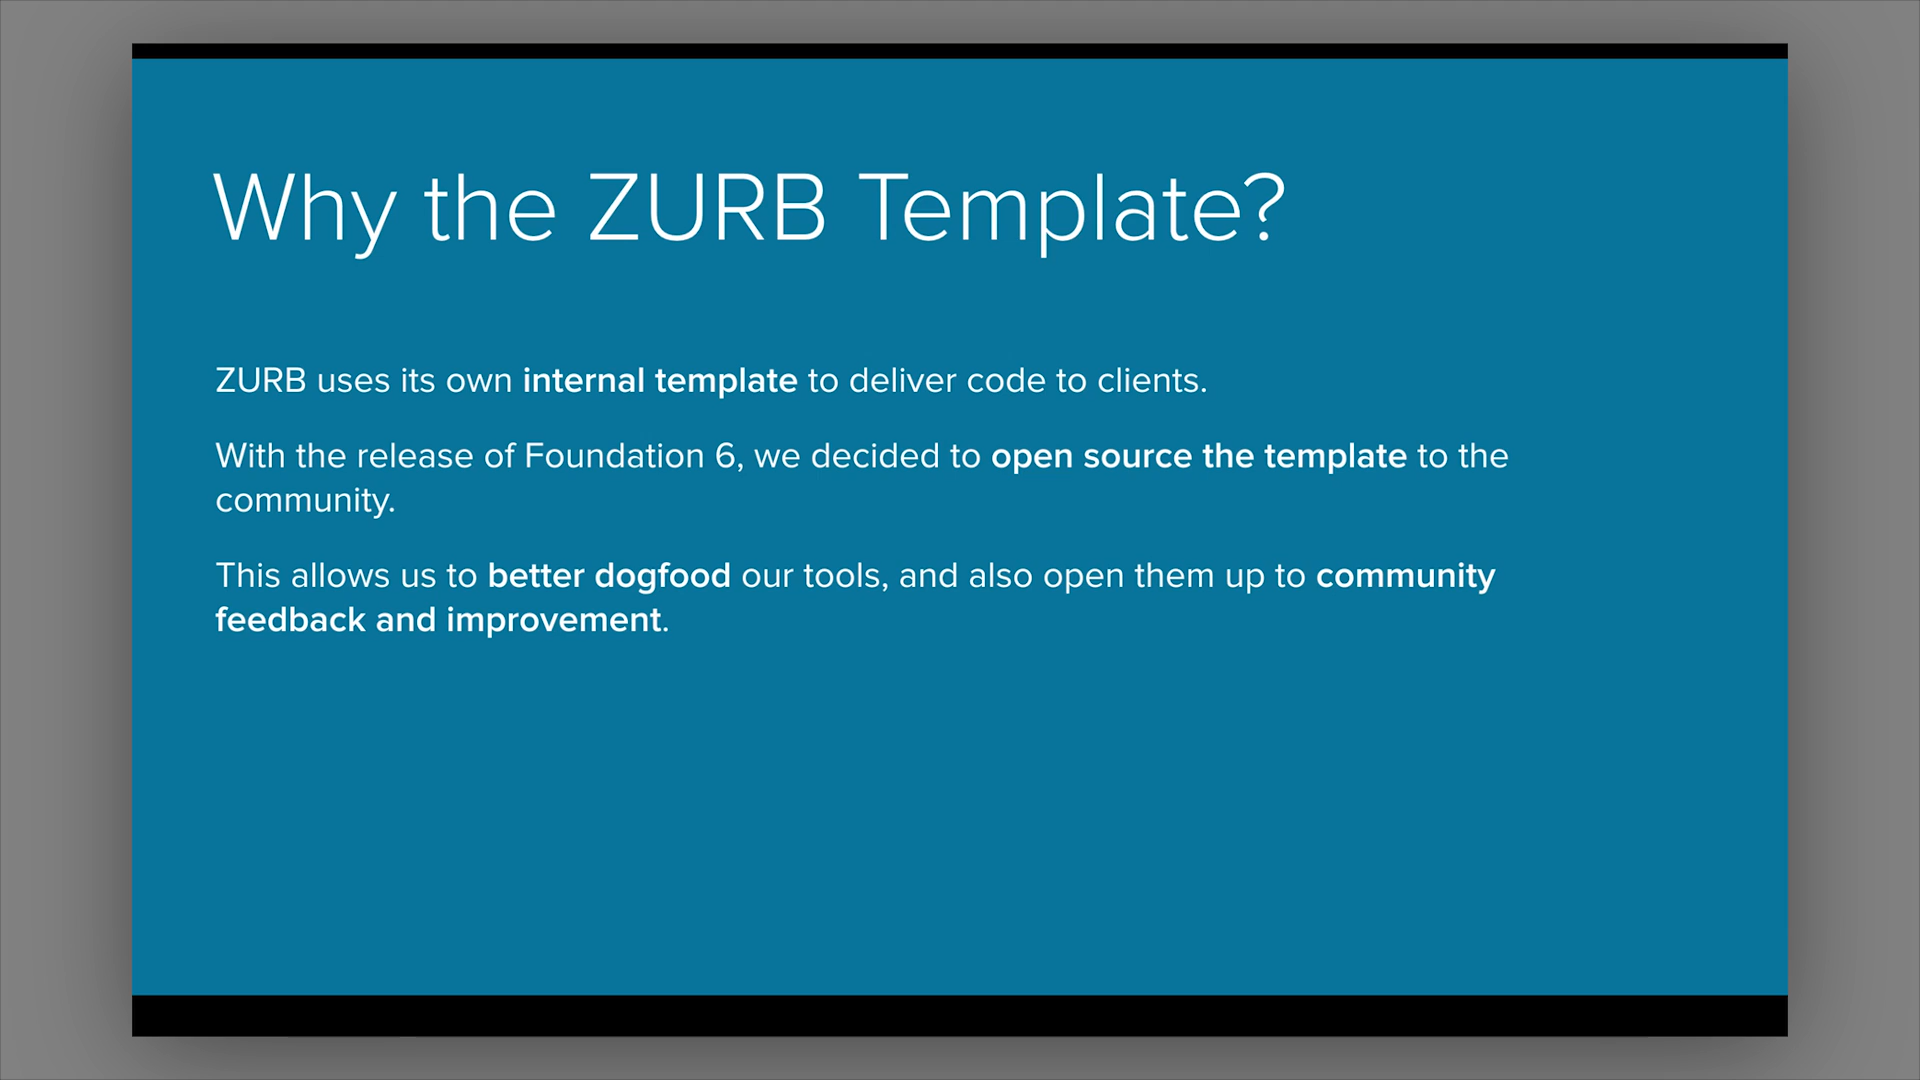 Why the ZURB Template?
ZURB uses its own internal template to deliver code to clients.
With the release of Foundation 6, we decided to open source the template to the
community.
This allows us to better dogfood our tools, and also open them up to community
feedback and improvement.